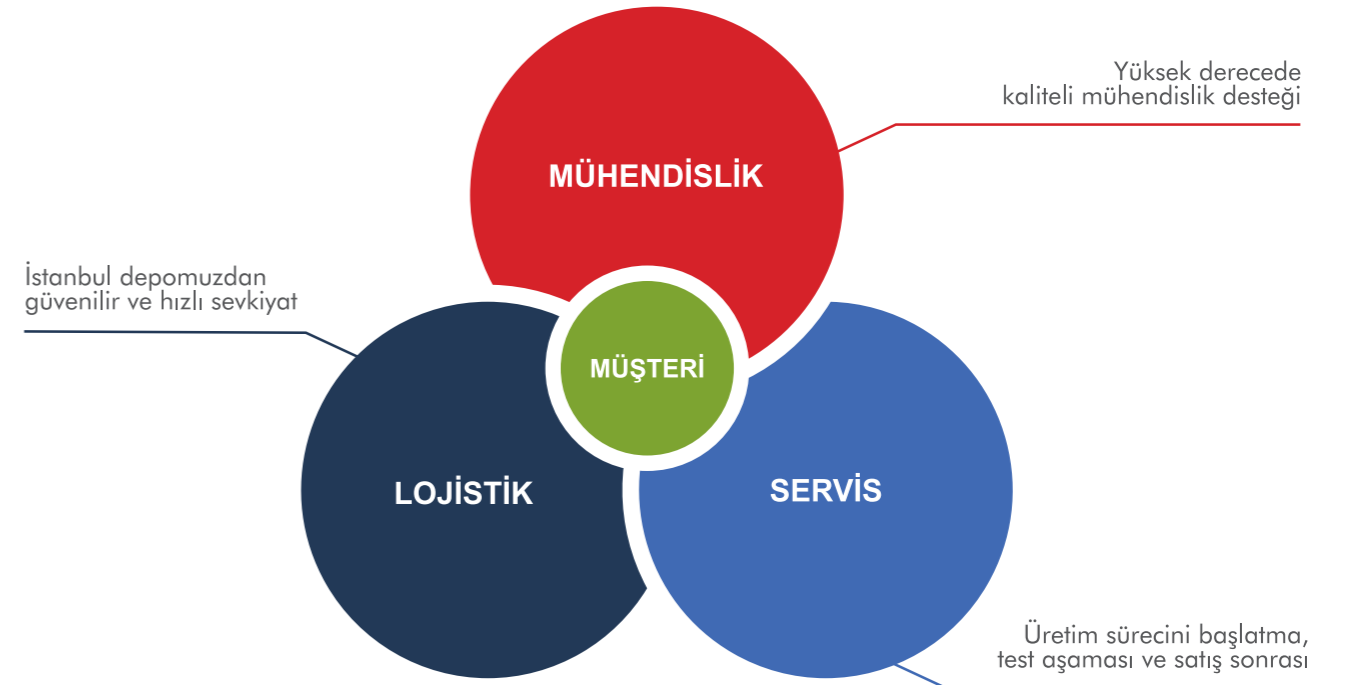 Yüksek derecede
kaliteli mühendislik desteği
MÜHENDİSLİK
İstanbul depomuzdan
güvenilir ve hızlı sevkiyat
MÜŞTERİ
LOJİSTİK
SERVİS
Üretim sürecini başlatma,
test aşaması ve satış sonrası